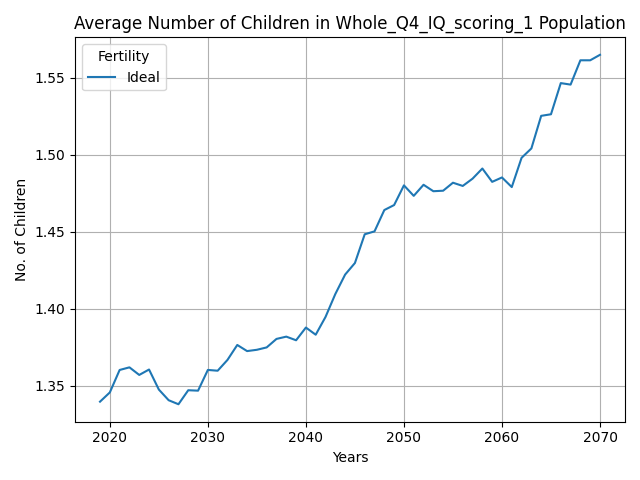 Average Number of Children in Whole_Q4_IQ_scoring_1 Population
Fertility
Ideal
1.55
1.50
1.45
1.40
1.35
No. of Children
2020 2030 2040 2050 2060 2070
Years